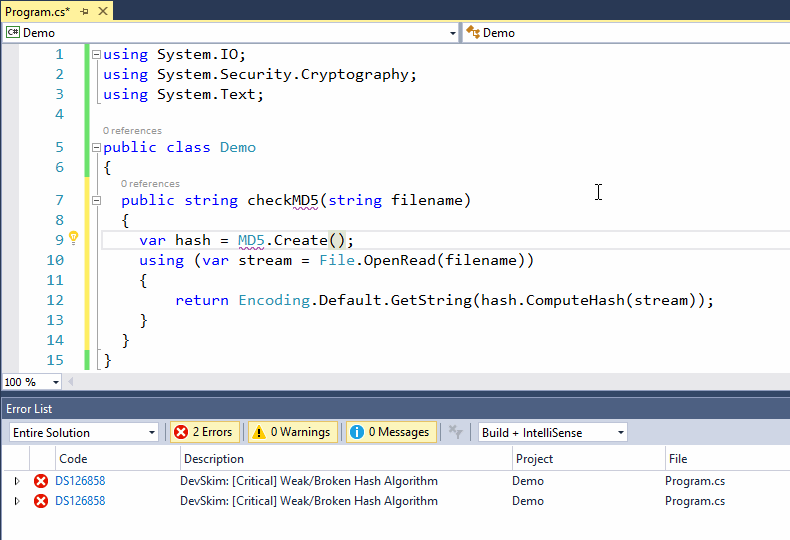 Program.cs*
C# Demo Demo
1 using System.IO;
2 using System.Security.Cryptography;
3 using System.Text;
4
0 references
5 public class Demo
6 {
0 references
7 public string checkMD5(string filename)
8 {
9 var hash = MD5.Create();
10 using (var stream = File.OpenRead(filename))
11 {
12 return Encoding.Default.GetString(hash.ComputeHash(stream));
13 }
14 }
15 }
100 %
Error List
Entire Solution 2 Errors 0 Warnings 0 Messages Build + IntelliSense
Code Description Project File
DS126858 DevSkim: [Critical] Weak/Broken Hash Algorithm Demo Program.cs
DS126858 DevSkim: [Critical] Weak/Broken Hash Algorithm Demo Program.cs